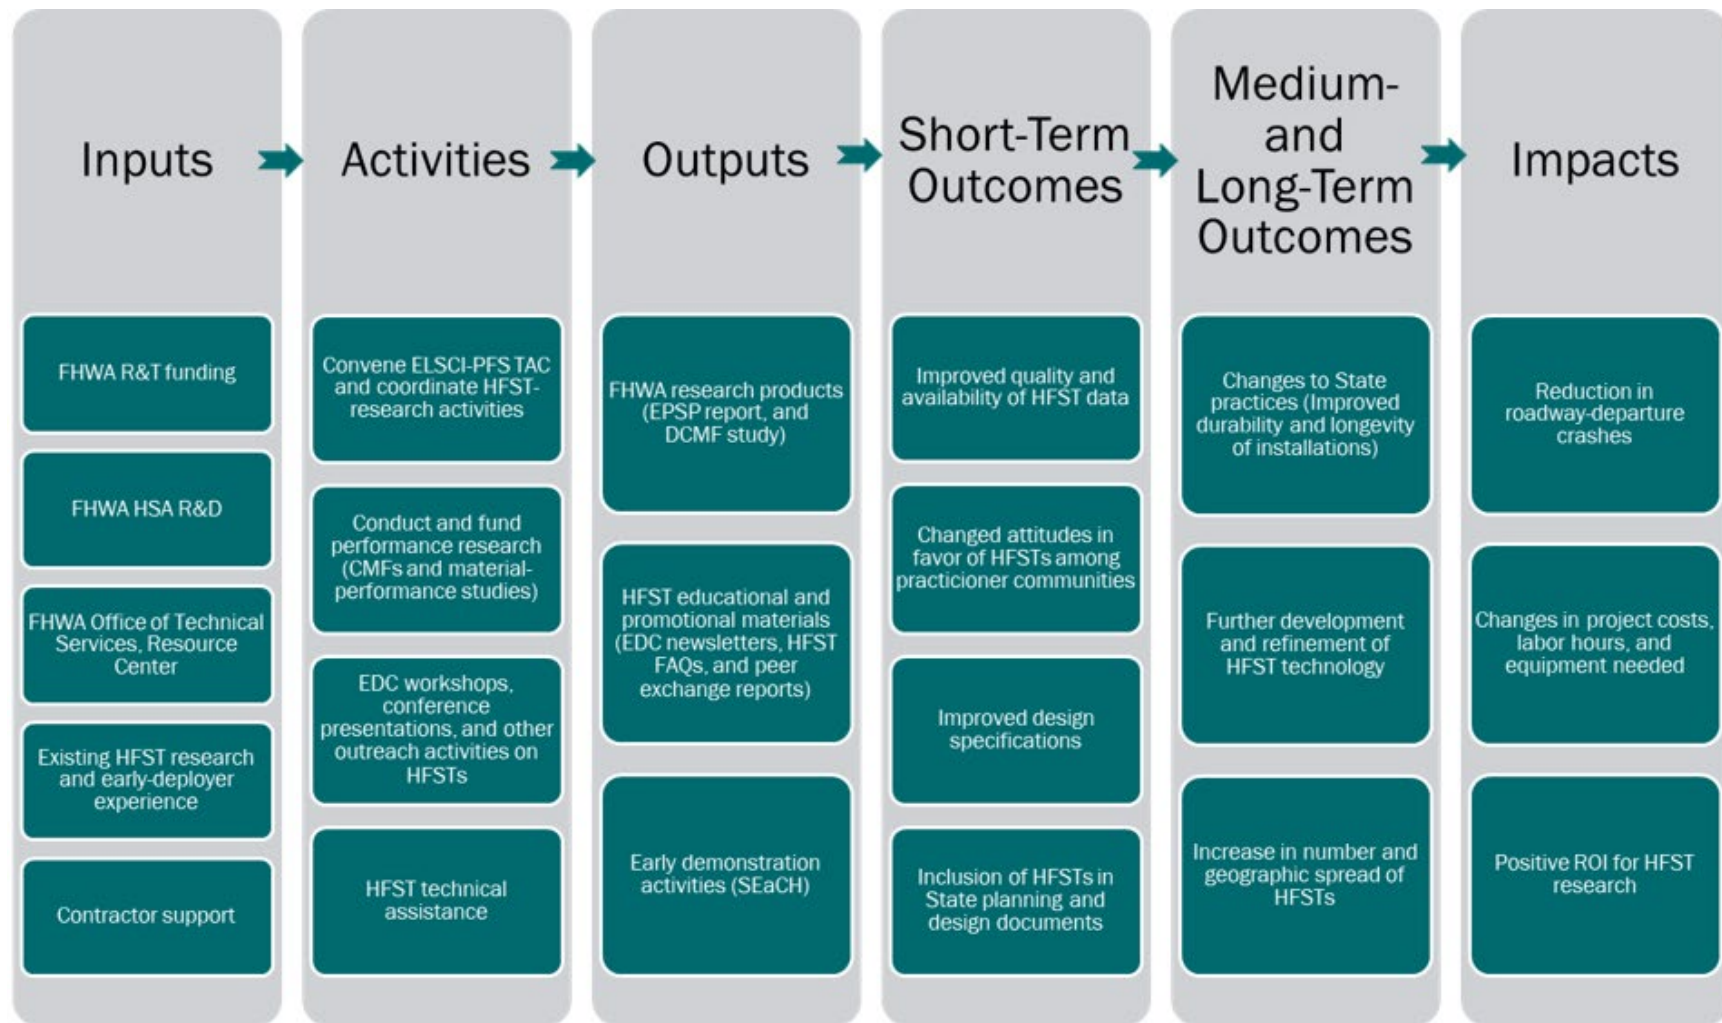 Inputs
FHWA R&T funding
FHWA HSA R&D
FHWA Office of Technical
Services, Resource
Center
Existing HFST research
and early-deployer
experience
Contractor support
Activities
Convene ELSCI-PFS TAC
and coordinate HFST-
research activities
Conduct and fund
performance research
(CMFs and material-
performance studies)
EDC workshops,
conference
presentations, and other
outreach activities on
HFSTs
HFST technical
assistance
Outputs
FHWA research products
(EPSP report, and
DCMF study)
HFST educational and
promotional materials
(EDC newsletters, HFST
FAQs, and peer
exchange reports)
Early demonstration
activities (SEaCH)
Short-Term
Outcomes
Improved quality and
availability of HFST data
Changed attitudes in
favor of HFSTs among
practicioner communities
Improved design
specifications
Inclusion of HFSTs in
State planning and
design documents
Medium-
and
Long-Term
Outcomes
Changes to State
practices (Improved
durability and longevity
of installations)
Further development
and refinement of
HFST technology
Increase in number and
geographic spread of
HFSTs
Impacts
Reduction in
roadway-departure
crashes
Changes in project costs,
labor hours, and
equipment needed
Positive ROI for HFST
research